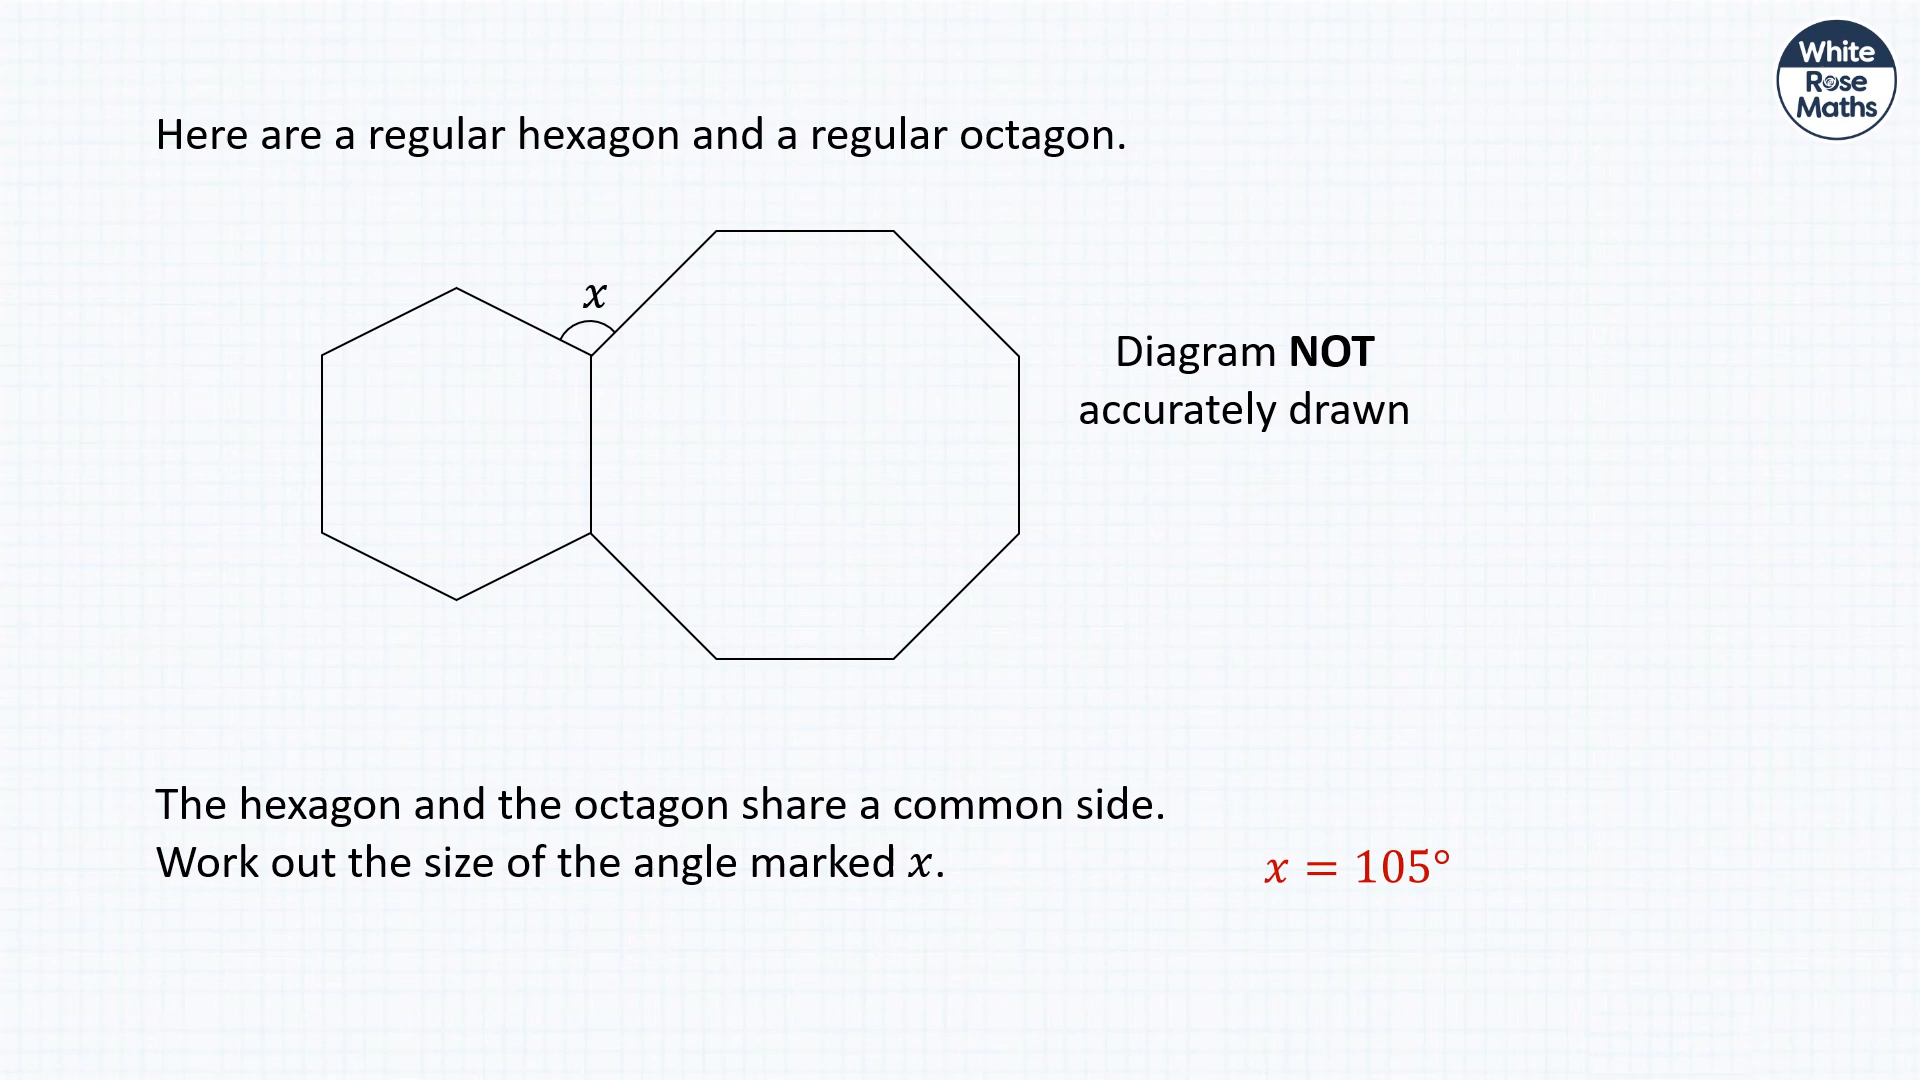 White
Rose
Maths
Here are a regular hexagon and a regular octagon.
x
Diagram NOT
accurately drawn
The hexagon and the octagon share a common side.
Work out the size of the angle marked x.
x = 105°